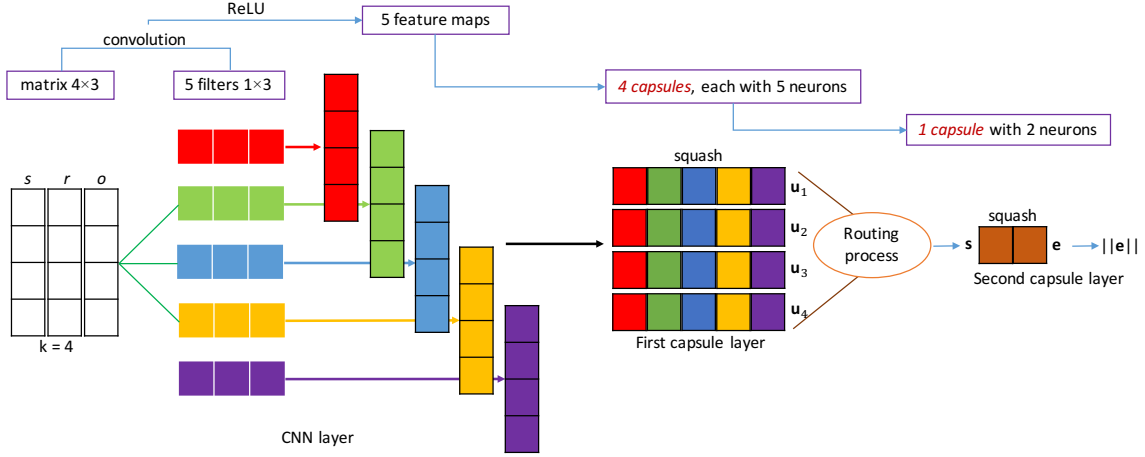 ReLU
5 feature maps
convolution
matrix 4×3
5 filters 1×3
4 capsules, each with 5 neurons
1 capsule with 2 neurons
s r o
k = 4
CNN layer
squash
u1
u2
u3
u4
First capsule layer
Routing
process
squash
s e ||e||
Second capsule layer